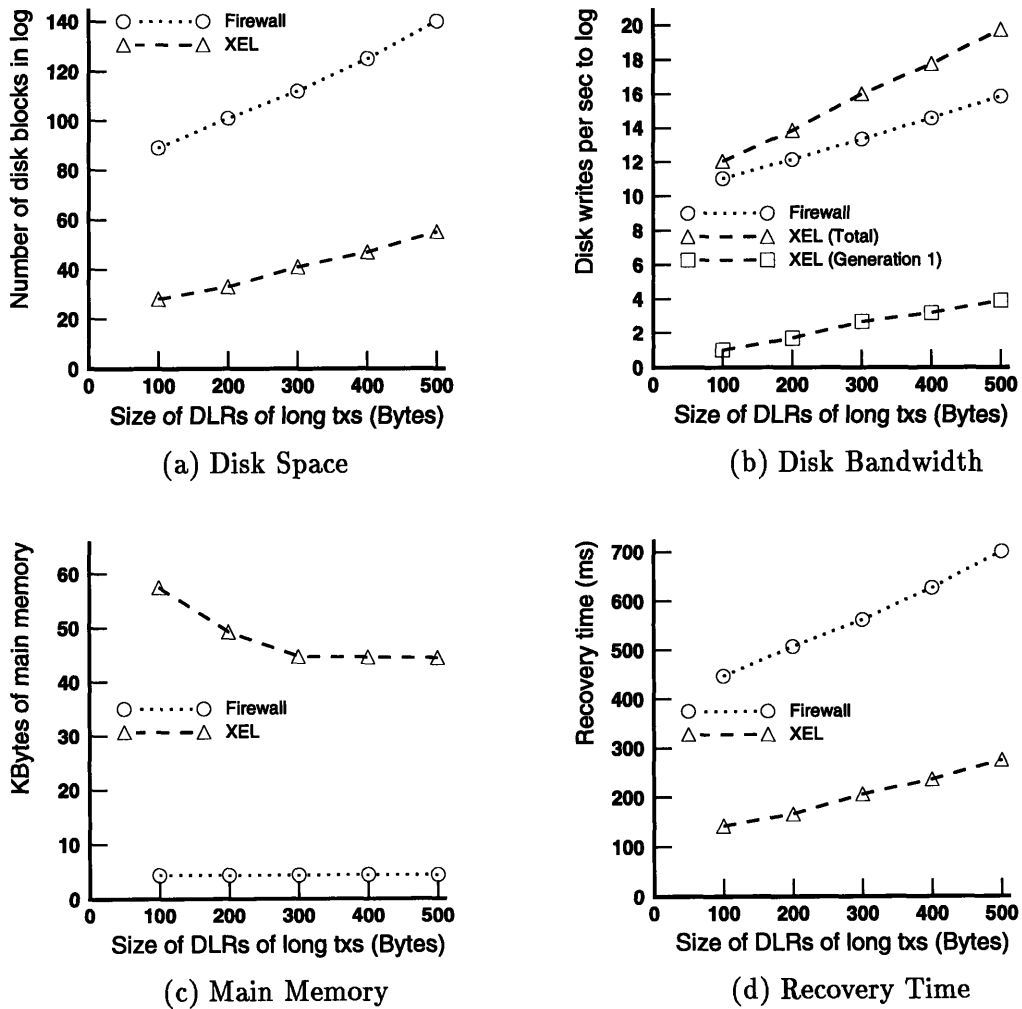 Number of disk blocks in log
140
120
100
80
60
40
20
0
Firewall
XEL
0 100 200 300 400 500
Size of DLRs of long txs (Bytes)
(a) Disk Space
Disk writes per sec to log
20
18
16
14
12
10
8
6
4
2
0
Firewall
XEL (Total)
XEL (Generation 1)
0 100 200 300 400 500
Size of DLRs of long txs (Bytes)
(b) Disk Bandwidth
KBytes of main memory
60
50
40
30
20
10
0
Firewall
XEL
0 100 200 300 400 500
Size of DLRs of long txs (Bytes)
(c) Main Memory
Recovery time (ms)
700
600
500
400
300
200
100
0
Firewall
XEL
0 100 200 300 400 500
Size of DLRs of long txs (Bytes)
(d) Recovery Time